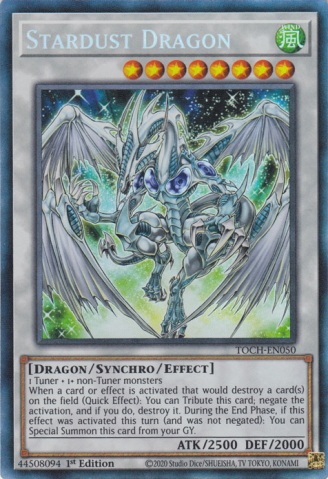 STARDUST DRAGON
WIND
風
TOCH-EN050
[DRAGON/SYNCHRO/EFFECT]
1 Tuner + 1+ non-Tuner monsters
When a card or effect is activated that would destroy a card(s)
on the field (Quick Effect): You can Tribute this card; negate the
activation, and if you do, destroy it. During the End Phase, if this
effect was activated this turn (and was not negated): You can
Special Summon this card from your GY.
ATK/2500 DEF/2000
44508094 1st Edition ©2020 Studio Dice/SHUEISHA, TV TOKYO, KONAMI